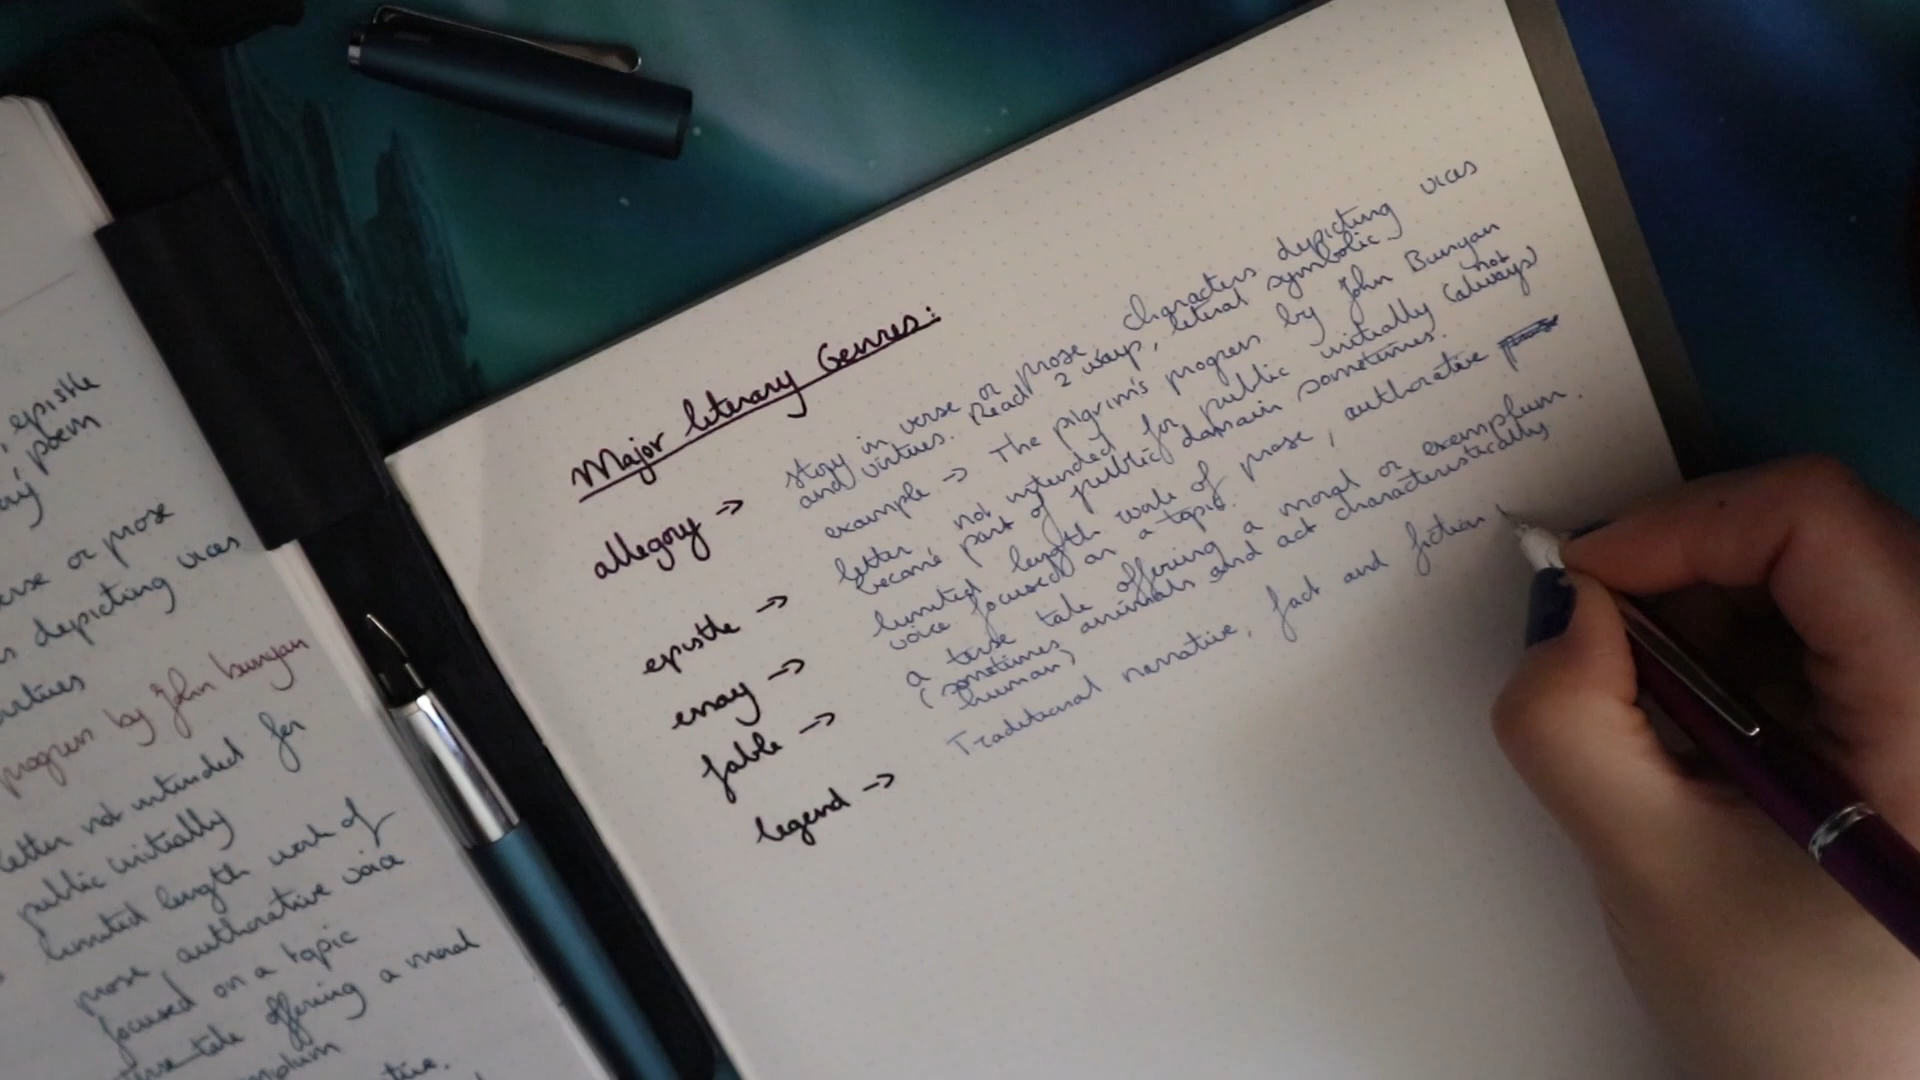 , epistle
poem
or prose
depicting vices
virtues
progress by John bunyan
letter not intended for
public initially
limited length work of
prose, authorative voice
focused on a topic
tale offering a moral
Major literary Genres:
allegory -> story in verse or prose characters depicting vices
and virtues. Read 2 ways, literal symbolic.
example -> The pilgrim's progress by John Bunyan
epistle -> letter not intended for public initially (always)
not
become part of public domain sometimes.
essay -> limited length work of prose, authorative
voice focused on a topic.
fable -> a terse tale offering a moral or exemplum.
(sometimes animals and act characteristically
human)
legend -> Traditional narrative, fact and fiction